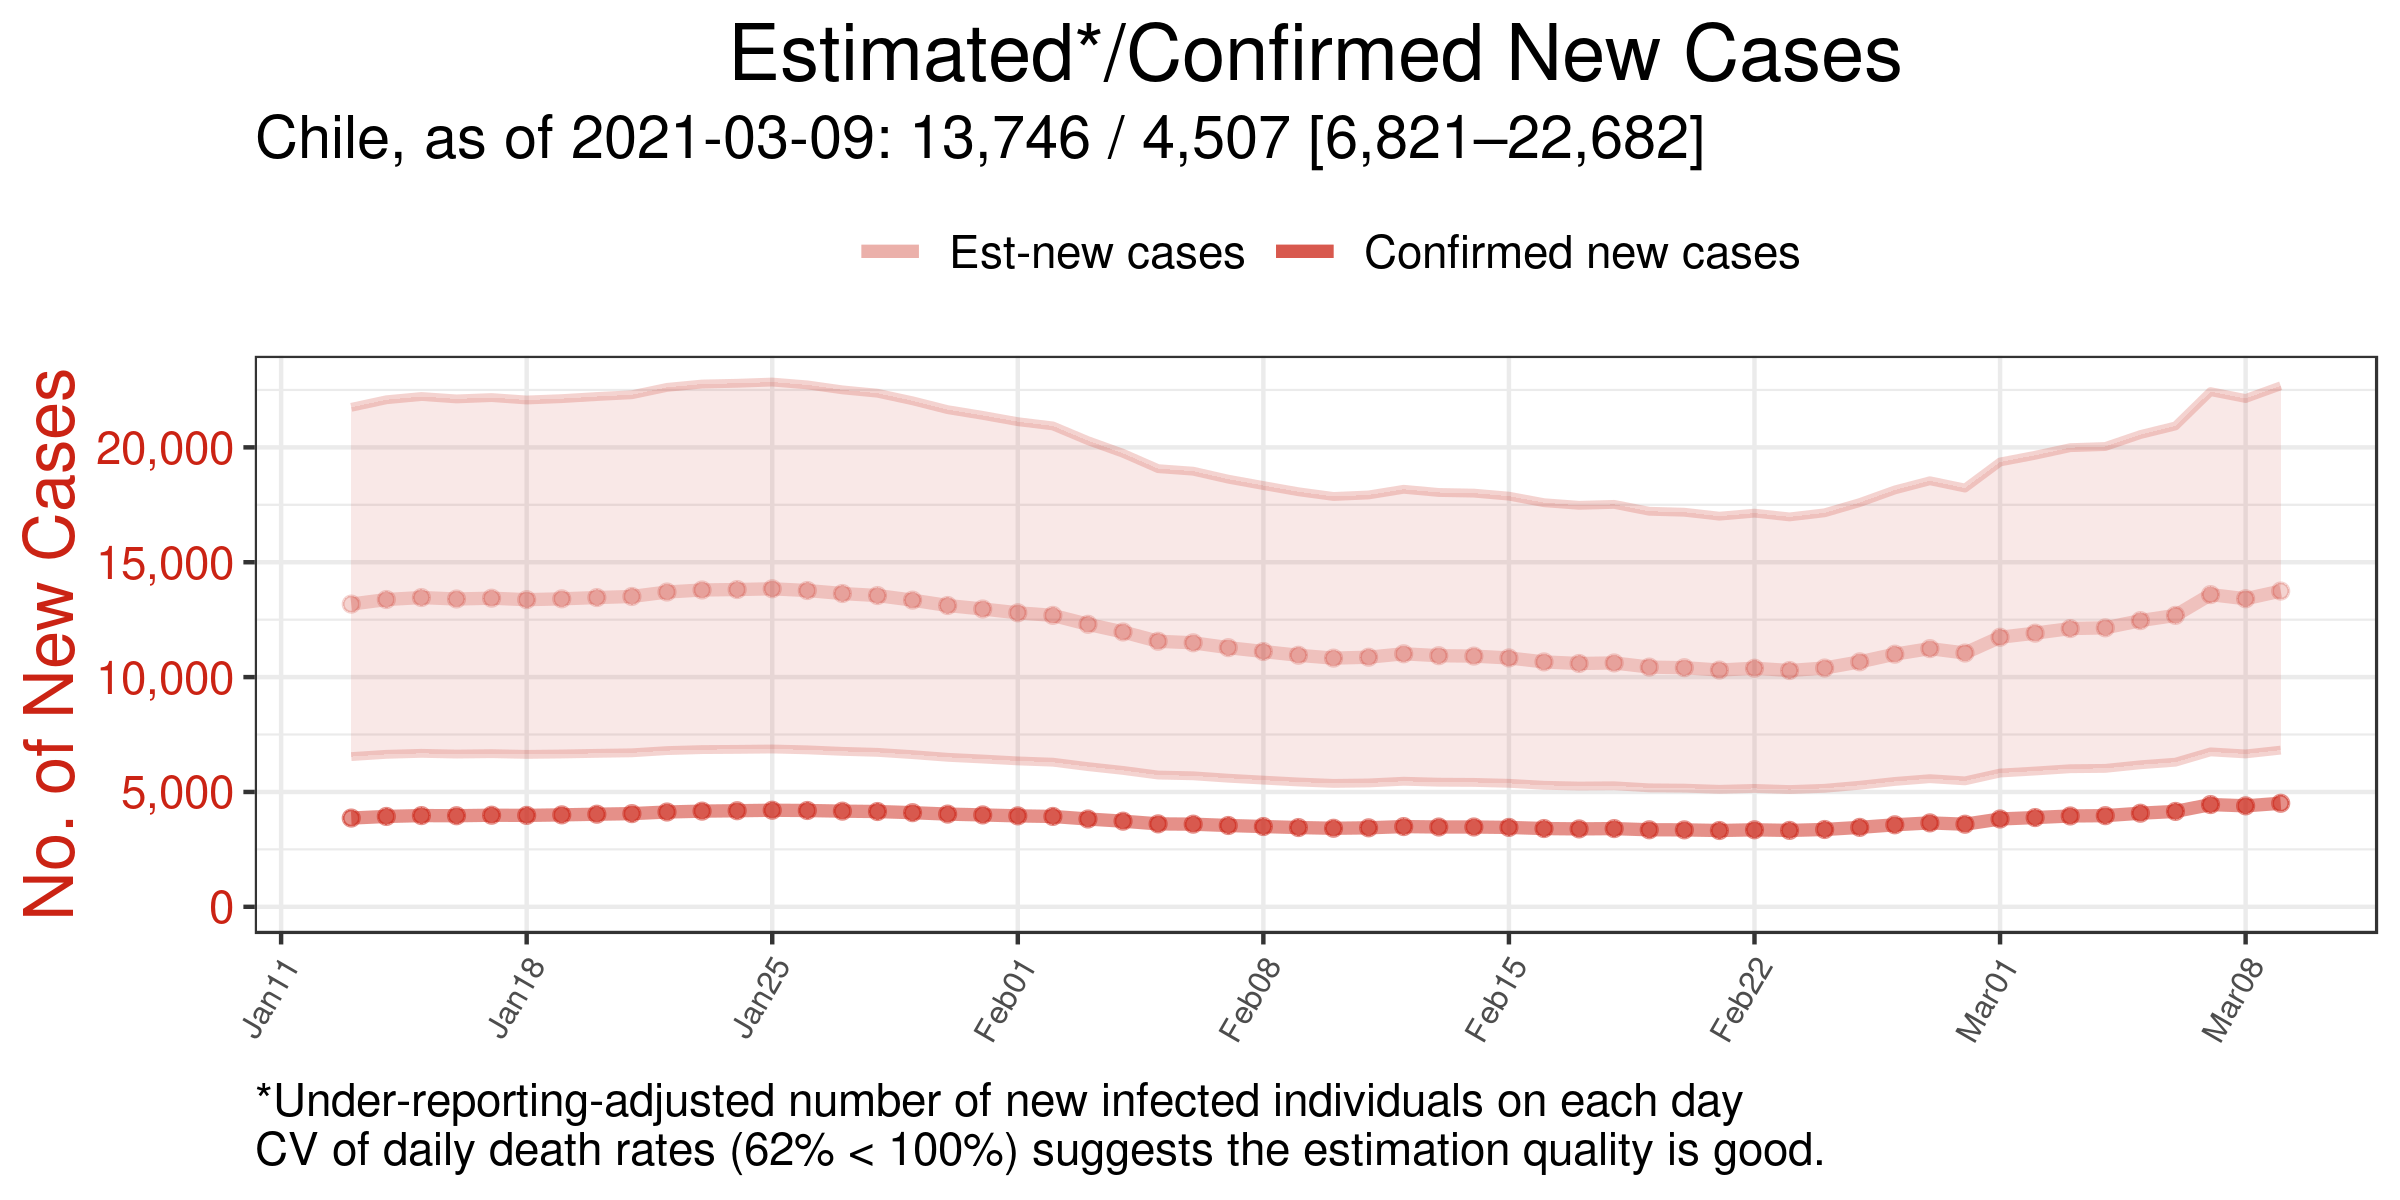 Estimated*/Confirmed New Cases
Chile, as of 2021-03-09: 13,746 / 4,507 [6,821–22,682]
Est-new cases
Confirmed new cases
No. of New Cases
20,000
15,000
10,000
5,000
0
Jan11
Jan18
Jan25
Feb01
Feb08
Feb15
Feb22
Mar01
Mar08
*Under-reporting-adjusted number of new infected individuals on each day
CV of daily death rates (62% < 100%) suggests the estimation quality is good.